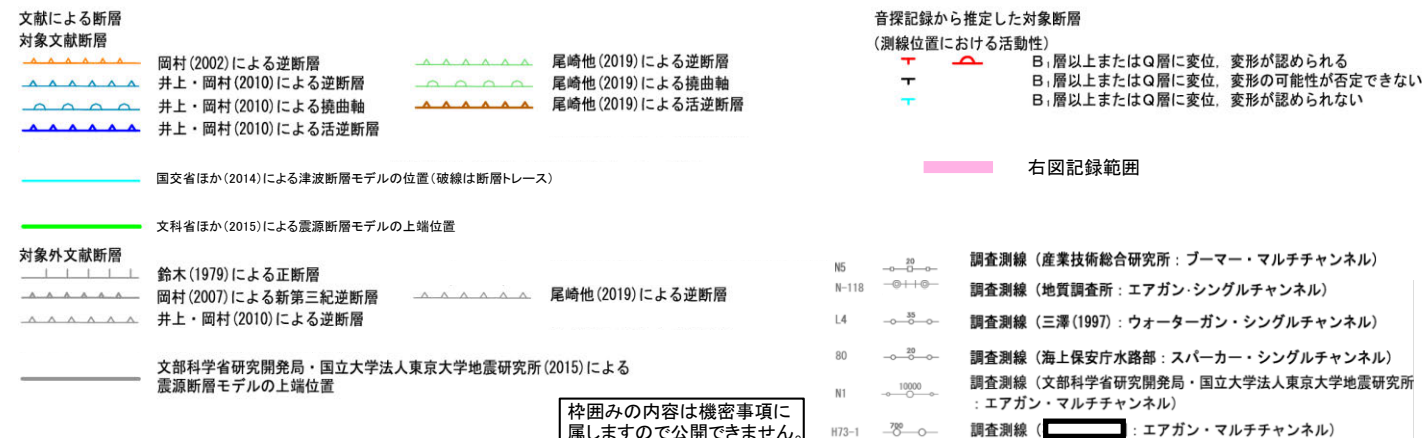 文献による断層
対象文献断層
岡村(2002)による逆断層
井上・岡村(2010)による逆断層
井上・岡村(2010)による撓曲軸
井上・岡村(2010)による活逆断層
尾崎他(2019)による逆断層
尾崎他(2019)による撓曲軸
尾崎他(2019)による活逆断層
国交省ほか(2014)による津波断層モデルの位置(破線は断層トレース)
文科省ほか(2015)による震源断層モデルの上端位置
対象外文献断層
鈴木(1979)による正断層
岡村(2007)による新第三紀逆断層
井上・岡村(2010)による逆断層
尾崎他(2019)による逆断層
文部科学省研究開発局・国立大学法人東京大学地震研究所(2015)による
震源断層モデルの上端位置
枠囲みの内容は機密事項に
属しますので公開できません。
音探記録から推定した対象断層
(測線位置における活動性)
B₁層以上またはQ層に変位，変形が認められる
B₁層以上またはQ層に変位，変形の可能性が否定できない
B₁層以上またはQ層に変位，変形が認められない
右図記録範囲
N5 20 調査測線（産業技術総合研究所：ブーマー・マルチチャンネル）
N-118 調査測線（地質調査所：エアガン・シングルチャンネル）
L4 35 調査測線（三澤(1997)：ウォーターガン・シングルチャンネル）
80 20 調査測線（海上保安庁水路部：スパーカー・シングルチャンネル）
N1 10000 調査測線（文部科学省研究開発局・国立大学法人東京大学地震研究所
：エアガン・マルチチャンネル）
H73-1 700 調査測線（ ：エアガン・マルチチャンネル）